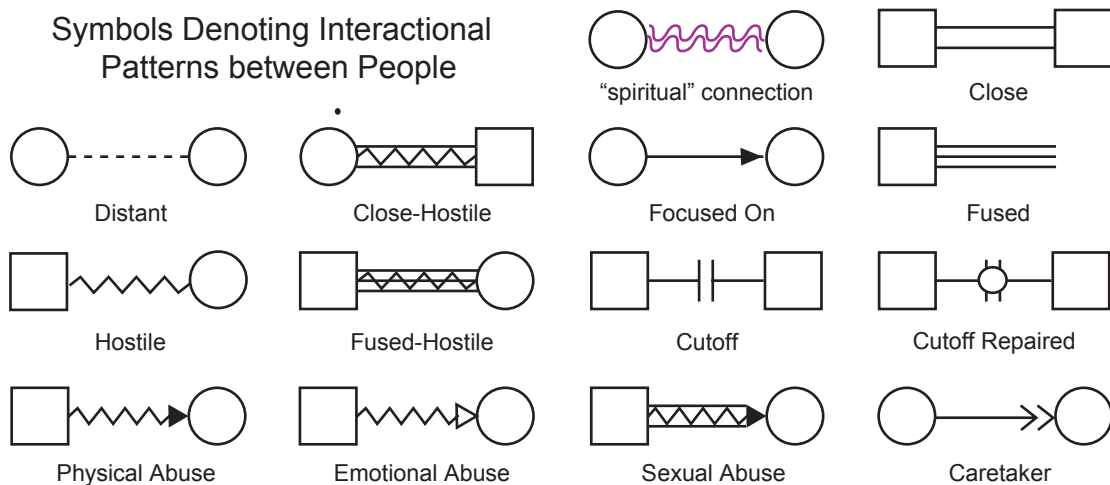 Symbols Denoting Interactional
Patterns between People
“spiritual” connection
Close
Distant
Close-Hostile
Focused On
Fused
Hostile
Fused-Hostile
Cutoff
Cutoff Repaired
Physical Abuse
Emotional Abuse
Sexual Abuse
Caretaker